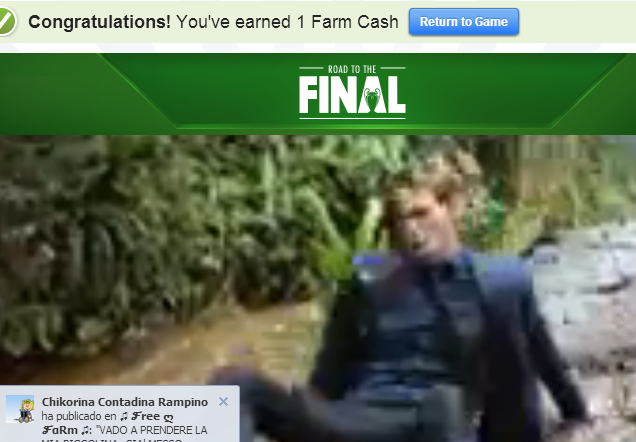 Congratulations! You've earned 1 Farm Cash
Return to Game
ROAD TO THE
FINAL
Chikorina Contadina Rampino
ha publicado en ♫ ℱree ღ
ℱaRm ♫: "VADO A PRENDERE LA